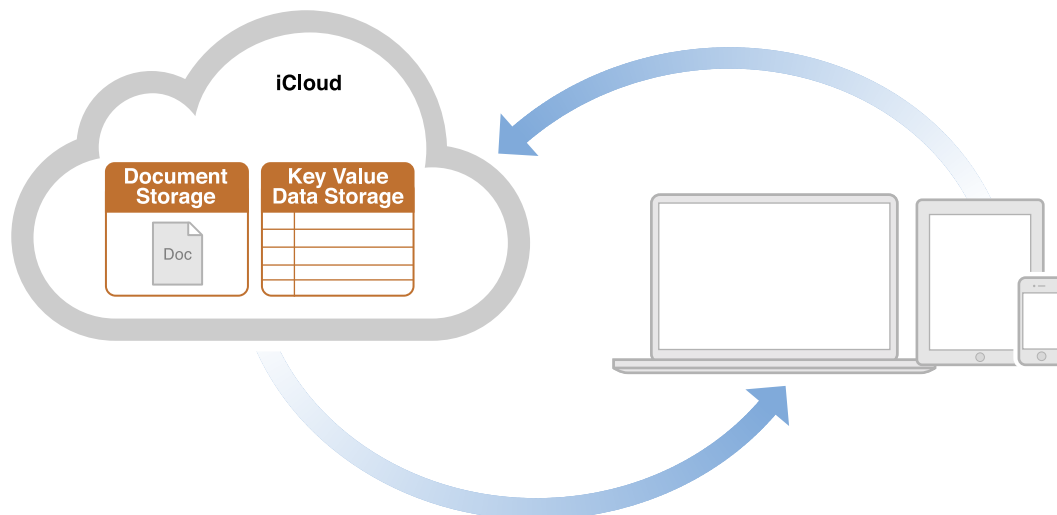 iCloud
Document
Storage
Key Value
Data Storage
Doc